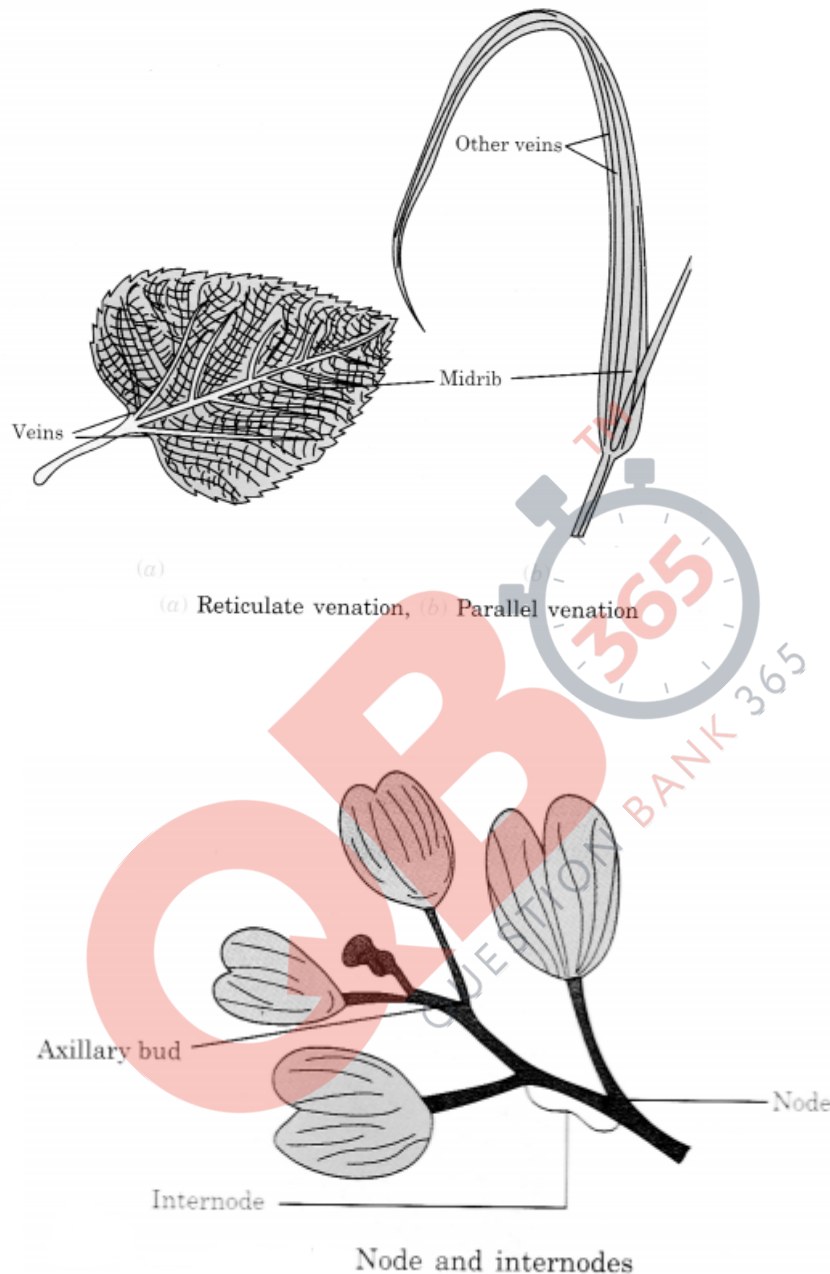 Other veins
Midrib
Veins
(a)
(b)
(a) Reticulate venation, (b) Parallel venation
TM
365
QB
QUESTION BANK 365
Axillary bud
Node
Internode
Node and internodes